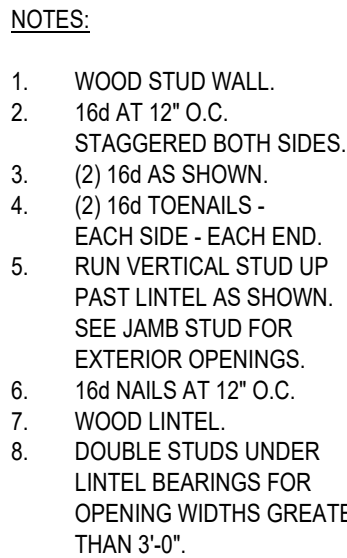 NOTES:
1. WOOD STUD WALL.
2. 16d AT 12" O.C.
STAGGERED BOTH SIDES.
3. (2) 16d AS SHOWN.
4. (2) 16d TOENAILS -
EACH SIDE - EACH END.
5. RUN VERTICAL STUD UP
PAST LINTEL AS SHOWN.
SEE JAMB STUD FOR
EXTERIOR OPENINGS.
6. 16d NAILS AT 12" O.C.
7. WOOD LINTEL.
8. DOUBLE STUDS UNDER
LINTEL BEARINGS FOR
OPENING WIDTHS GREATE
THAN 3'-0".